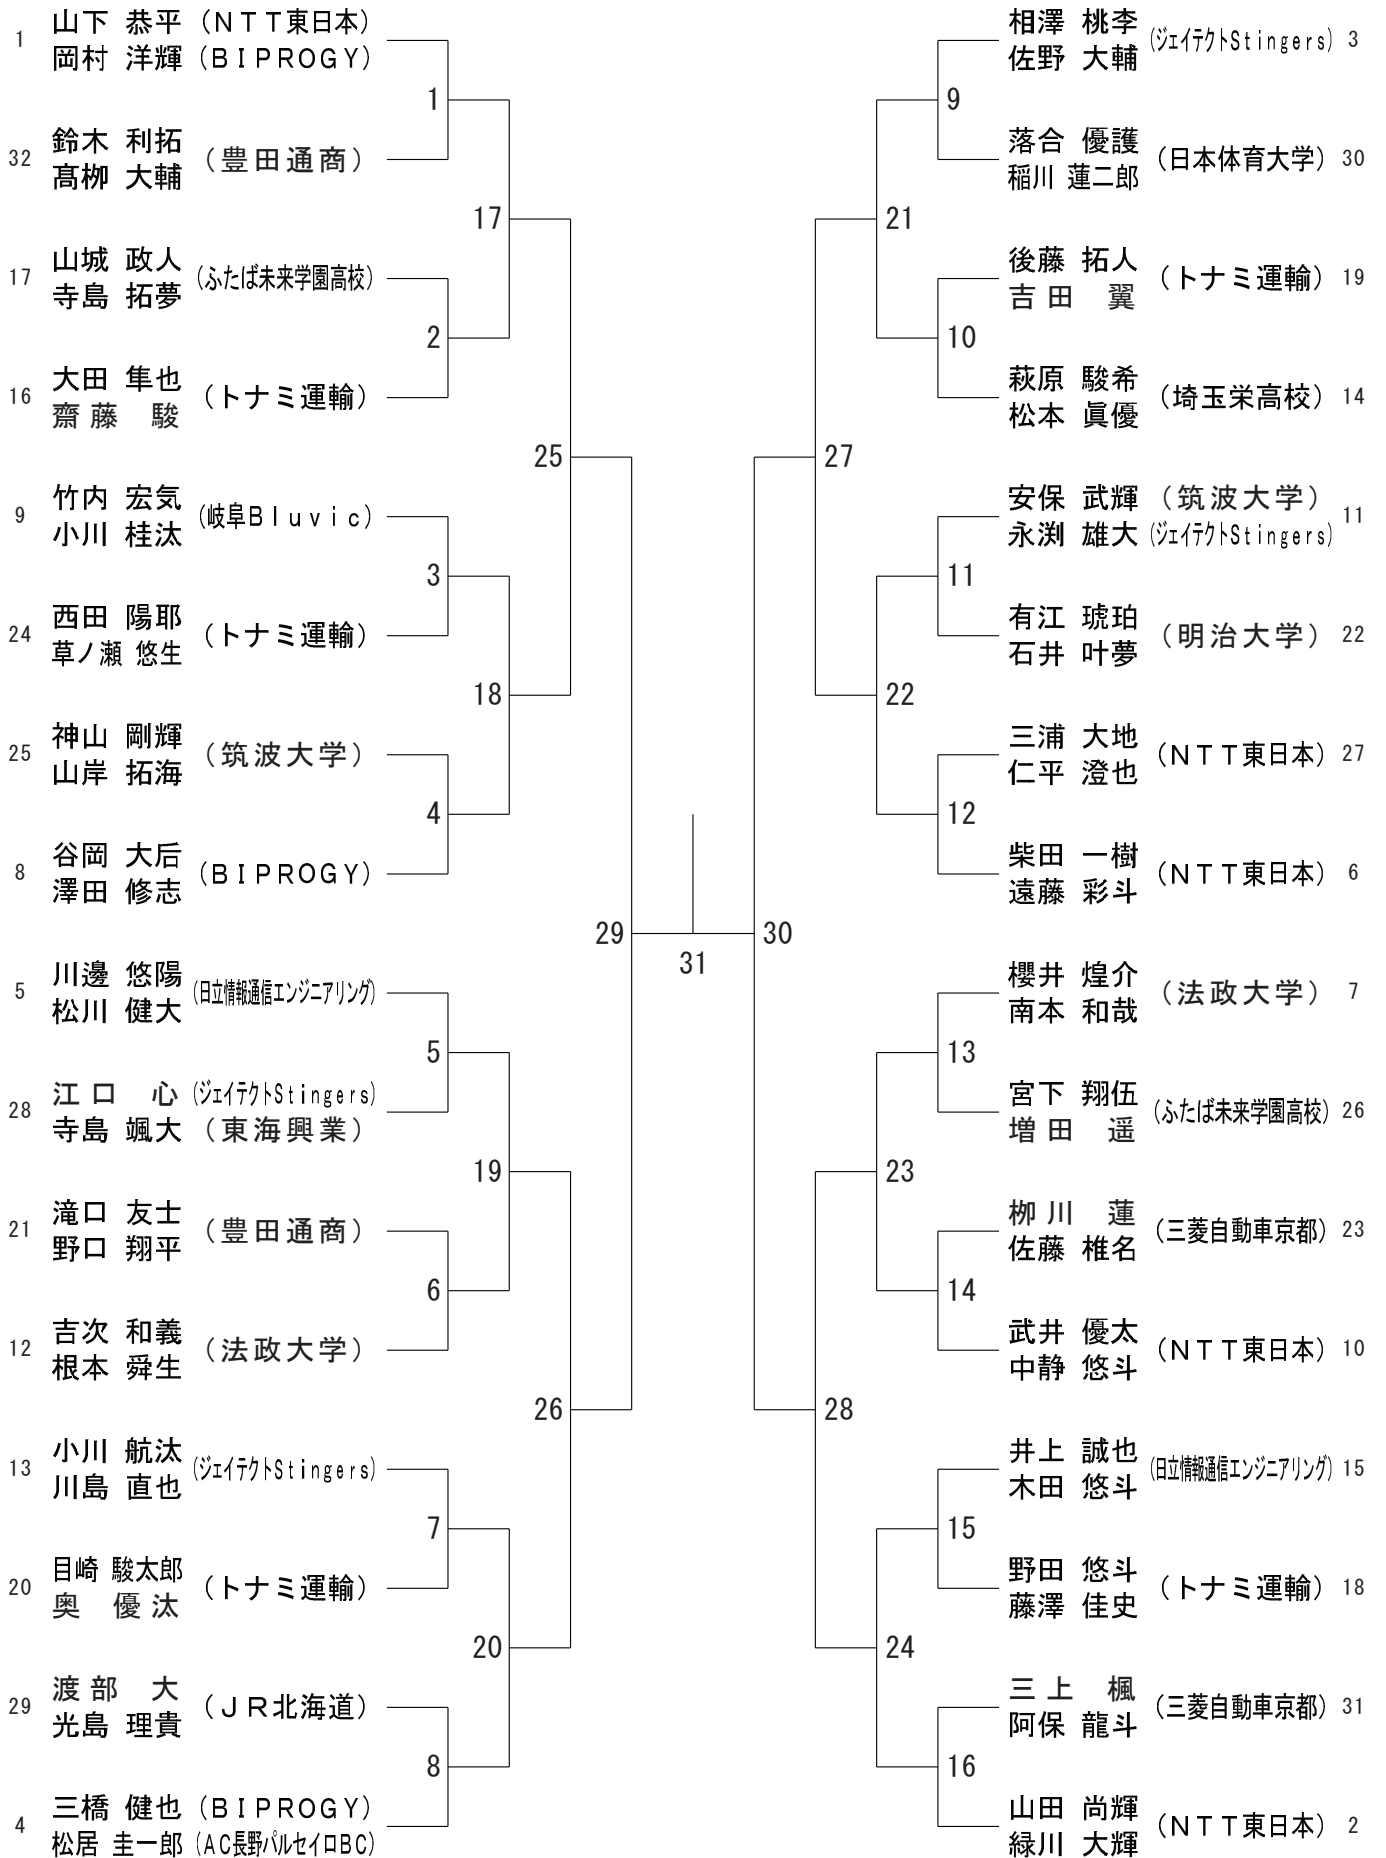 1 山下 恭平 (ＮＴＴ東日本)
岡村 洋輝 (ＢＩＰＲＯＧＹ)
32 鈴木 利拓 (豊田通商)
髙栁 大輔
17 山城 政人 (ふたば未来学園高校)
寺島 拓夢
16 大田 隼也 (トナミ運輸)
齋藤 駿
9 竹内 宏気 (岐阜Ｂｌｕｖｉｃ)
小川 桂汰
24 西田 陽耶 (トナミ運輸)
草ノ瀬 悠生
25 神山 剛輝 (筑波大学)
山岸 拓海
8 谷岡 大后 (ＢＩＰＲＯＧＹ)
澤田 修志
5 川邊 悠陽 (日立情報通信エンジニアリング)
松川 健大
28 江口 心 (ジェイテクトＳｔｉｎｇｅｒｓ)
寺島 颯大 (東海興業)
21 滝口 友士 (豊田通商)
野口 翔平
12 吉次 和義 (法政大学)
根本 舜生
13 小川 航汰 (ジェイテクトＳｔｉｎｇｅｒｓ)
川島 直也
20 目崎 駿太郎 (トナミ運輸)
奥 優汰
29 渡部 大 (ＪＲ北海道)
光島 理貴
4 三橋 健也 (ＢＩＰＲＯＧＹ)
松居 圭一郎 (ＡＣ長野パルセイロＢＣ)
1
2
3
4
5
6
7
8
17
18
19
20
25
26
29
31
30
27
28
21
22
23
24
9
10
11
12
13
14
15
16
相澤 桃李 (ジェイテクトＳｔｉｎｇｅｒｓ) 3
佐野 大輔
落合 優護 (日本体育大学) 30
稲川 蓮二郎
後藤 拓人 (トナミ運輸) 19
吉田 翼
萩原 駿希 (埼玉栄高校) 14
松本 眞優
安保 武輝 (筑波大学) 11
永渕 雄大 (ジェイテクトＳｔｉｎｇｅｒｓ)
有江 琥珀 (明治大学) 22
石井 叶夢
三浦 大地 (ＮＴＴ東日本) 27
仁平 澄也
柴田 一樹 (ＮＴＴ東日本) 6
遠藤 彩斗
櫻井 煌介 (法政大学) 7
南本 和哉
宮下 翔伍 (ふたば未来学園高校) 26
増田 遥
栁川 蓮 (三菱自動車京都) 23
佐藤 椎名
武井 優太 (ＮＴＴ東日本) 10
中静 悠斗
井上 誠也 (日立情報通信エンジニアリング) 15
木田 悠斗
野田 悠斗 (トナミ運輸) 18
藤澤 佳史
三上 楓 (三菱自動車京都) 31
阿保 龍斗
山田 尚輝 (ＮＴＴ東日本) 2
緑川 大輝